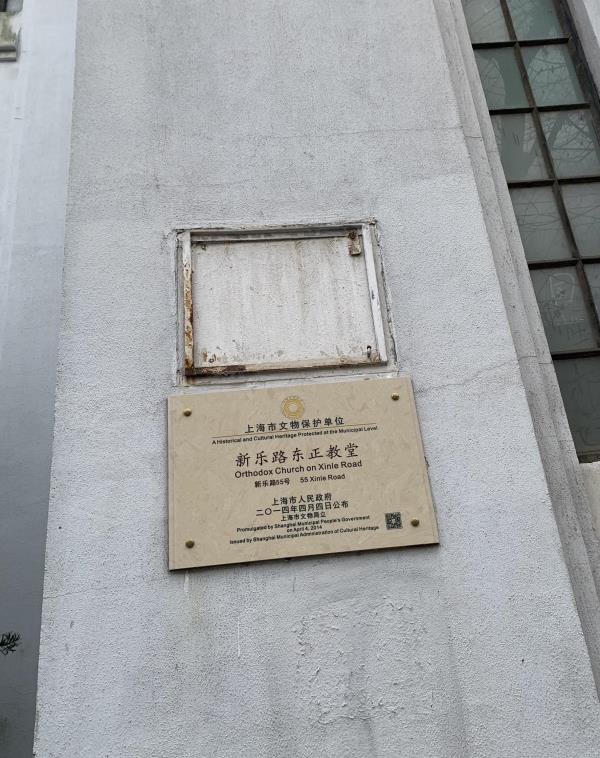 上海市文物保护单位
A Historical and Cultural Heritage Protected at the Municipal Level
新乐路东正教堂
Orthodox Church on Xinle Road
新乐路55号 55 Xinle Road
上海市人民政府
二〇一四年四月四日公布
上海市文物局立
Promulgated by Shanghai Municipal People's Government
on April 4, 2014
Issued by Shanghai Municipal Administration of Cultural Heritage